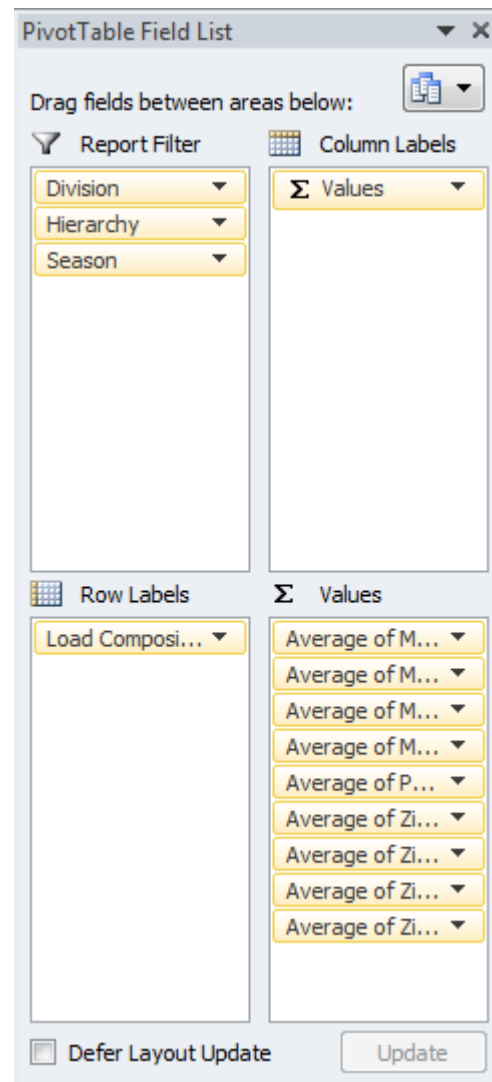 PivotTable Field List
Drag fields between areas below:
Report Filter
Division
Hierarchy
Season
Column Labels
Σ Values
Row Labels
Load Composi...
Σ Values
Average of M...
Average of M...
Average of M...
Average of M...
Average of P...
Average of Zi...
Average of Zi...
Average of Zi...
Average of Zi...
Defer Layout Update
Update